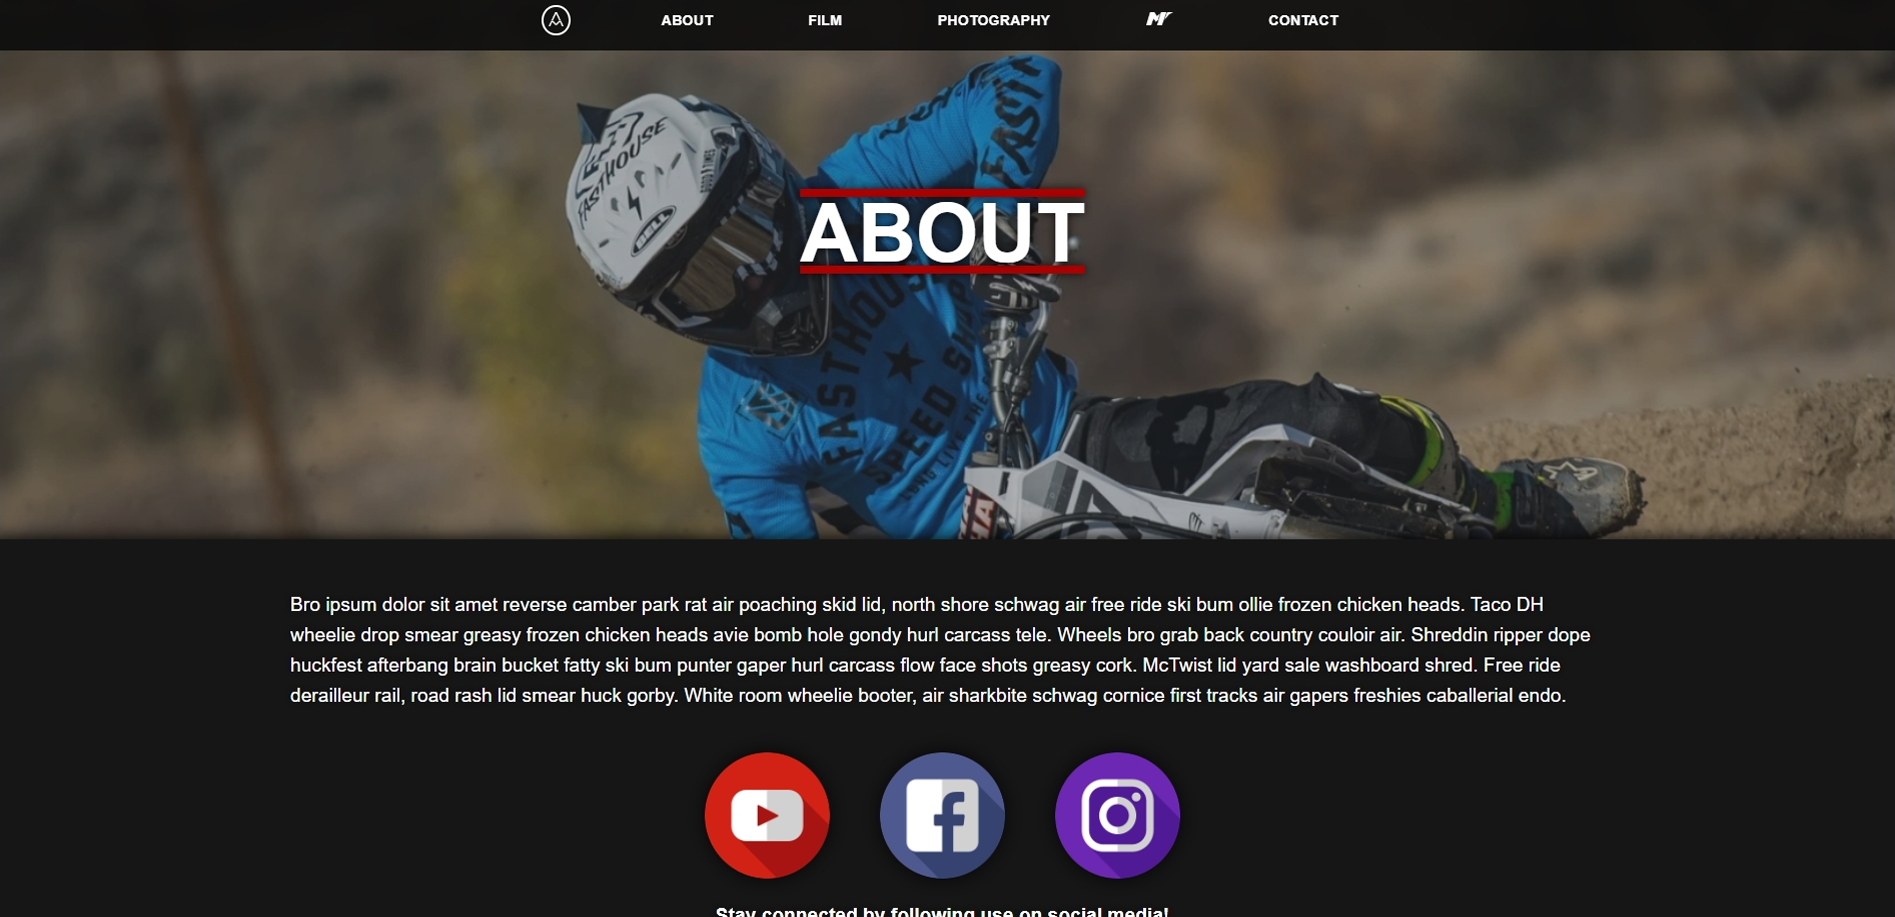 ABOUT FILM PHOTOGRAPHY CONTACT
FASTHOUSE
BELL
FASTH
ABOUT
FASTHOUS
SPEED S
LONG LIVE THE
Bro ipsum dolor sit amet reverse camber park rat air poaching skid lid, north shore schwag air free ride ski bum ollie frozen chicken heads. Taco DH
wheelie drop smear greasy frozen chicken heads avie bomb hole gondy hurl carcass tele. Wheels bro grab back country couloir air. Shreddin ripper dope
huckfest afterbang brain bucket fatty ski bum punter gaper hurl carcass flow face shots greasy cork. McTwist lid yard sale washboard shred. Free ride
derailleur rail, road rash lid smear huck gorby. White room wheelie booter, air sharkbite schwag cornice first tracks air gapers freshies caballerial endo.
Stay connected by following use on social media!